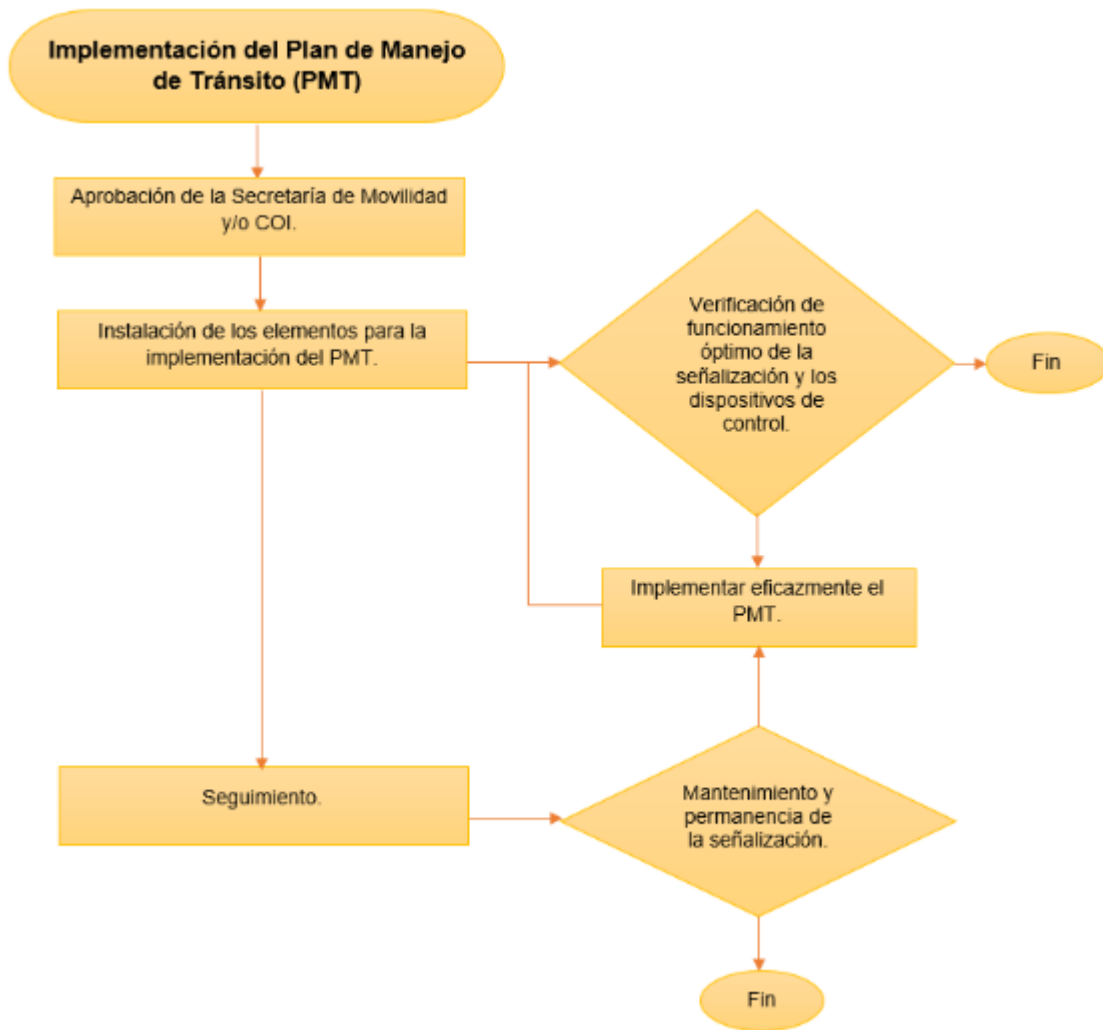 Implementación del Plan de Manejo
de Tránsito (PMT)
Aprobación de la Secretaría de Movilidad
y/o COI.
Instalación de los elementos para la
implementación del PMT.
Verificación de
funcionamiento
óptimo de la
señalización y los
dispositivos de
control.
Fin
Implementar eficazmente el
PMT.
Seguimiento.
Mantenimiento y
permanencia de
la señalización.
Fin